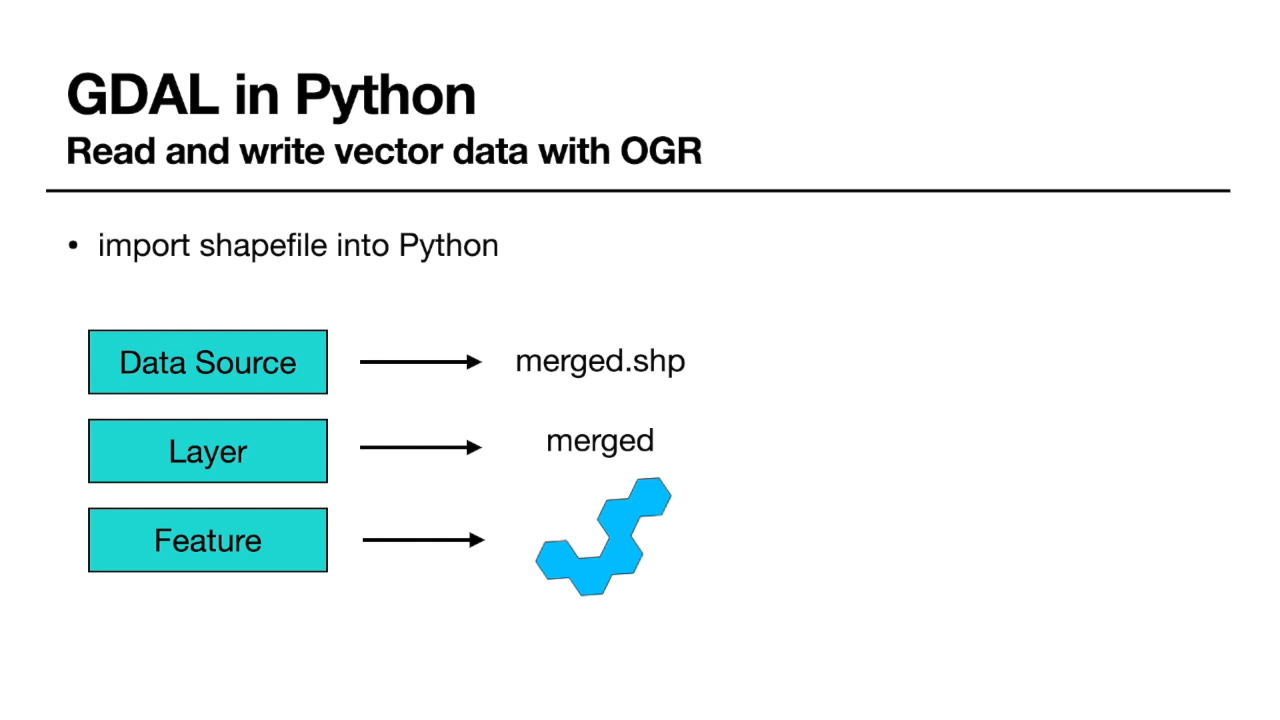 GDAL in Python
Read and write vector data with OGR
• import shapefile into Python
Data Source
merged.shp
Layer
merged
Feature